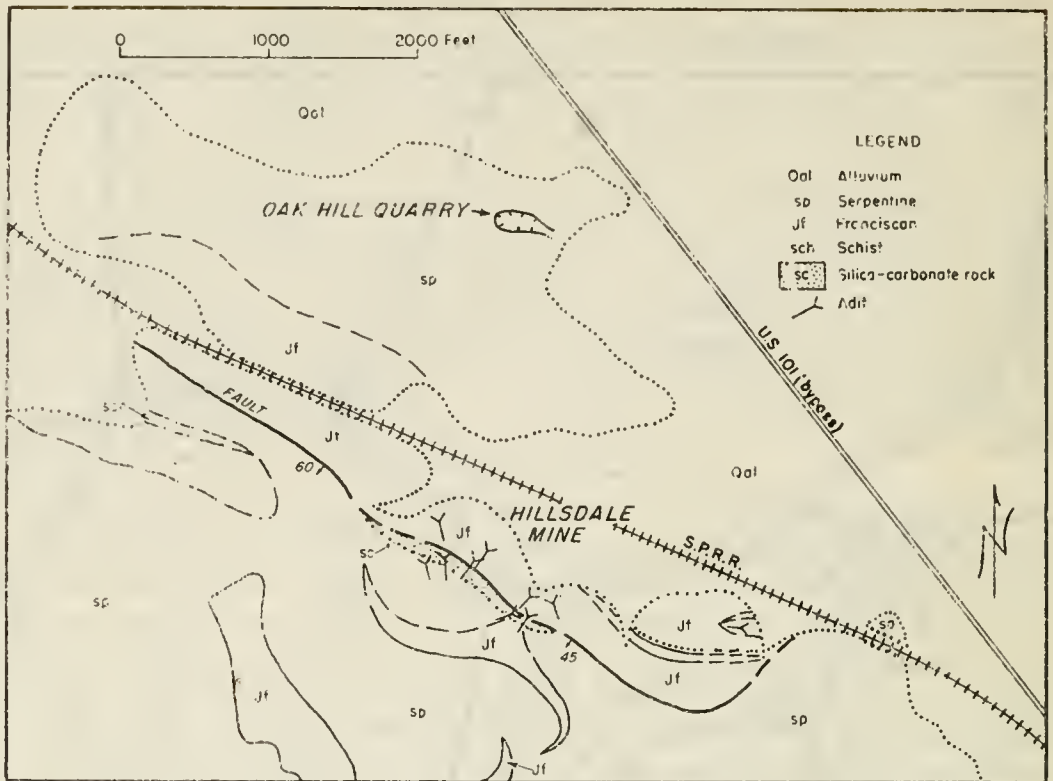 0 1000 2000 Feet
Qal
LEGEND
Qal Alluvium
sp Serpentine
Jf Franciscan
sch Schist
sc Silica-carbonate rock
Adit
OAK HILL QUARRY
sp
U.S. 101 (bypass)
Jf
FAULT
Jf
60
Qal
HILLSDALE
MINE
Jf
sc
S.P.R.R.
sp
Jf
sp
Jf
45
Jf
Jf
sp
sp
Jf